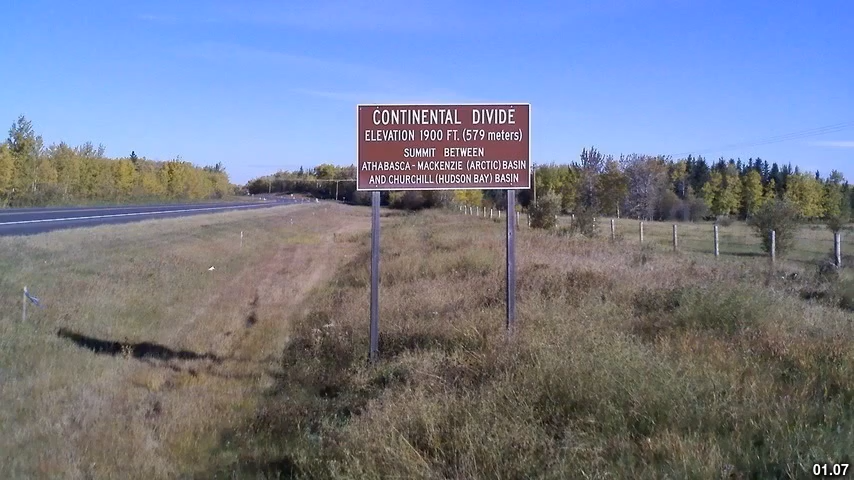 CONTINENTAL DIVIDE
ELEVATION 1900 FT. (579 meters)
SUMMIT BETWEEN
ATHABASCA-MACKENZIE (ARCTIC) BASIN
AND CHURCHILL (HUDSON BAY) BASIN
01.07